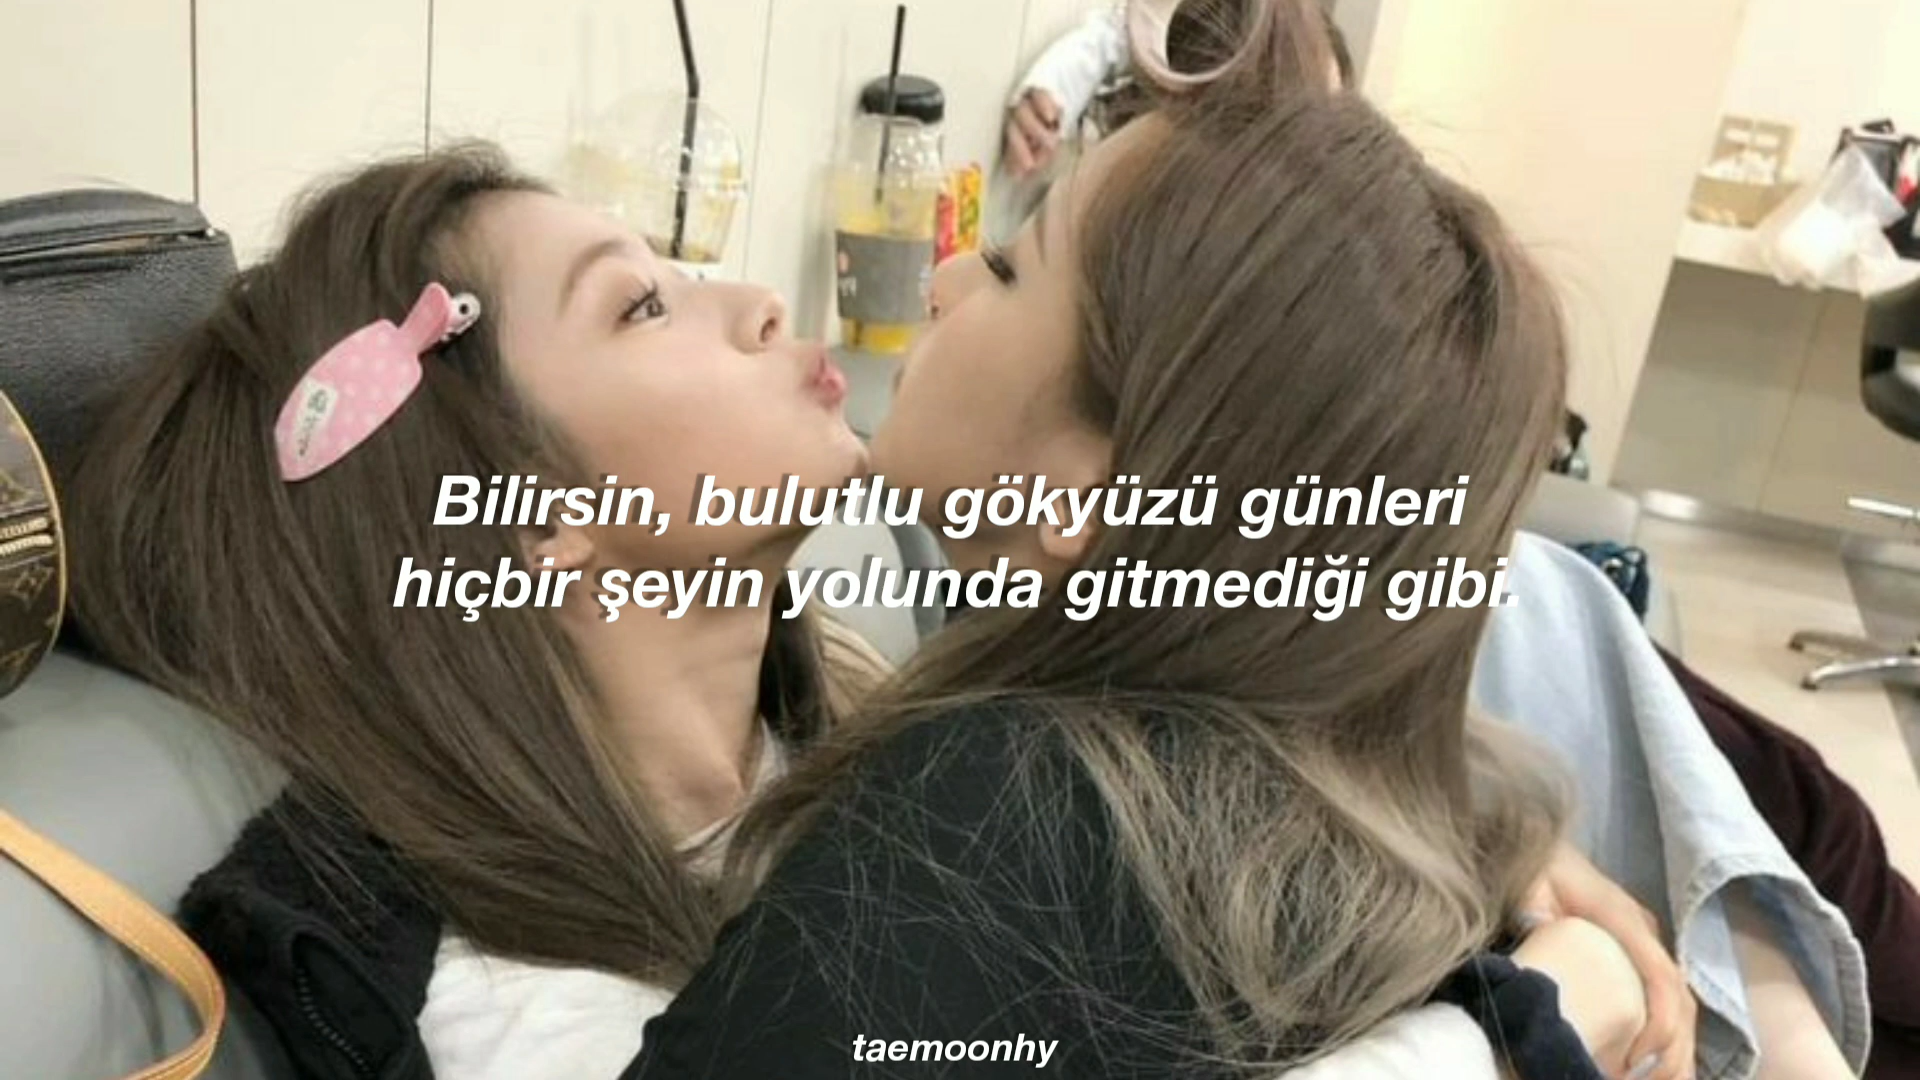 Bilirsin, bulutlu gökyüzü günleri
hiçbir şeyin yolunda gitmediği gibi.
taemoonhy